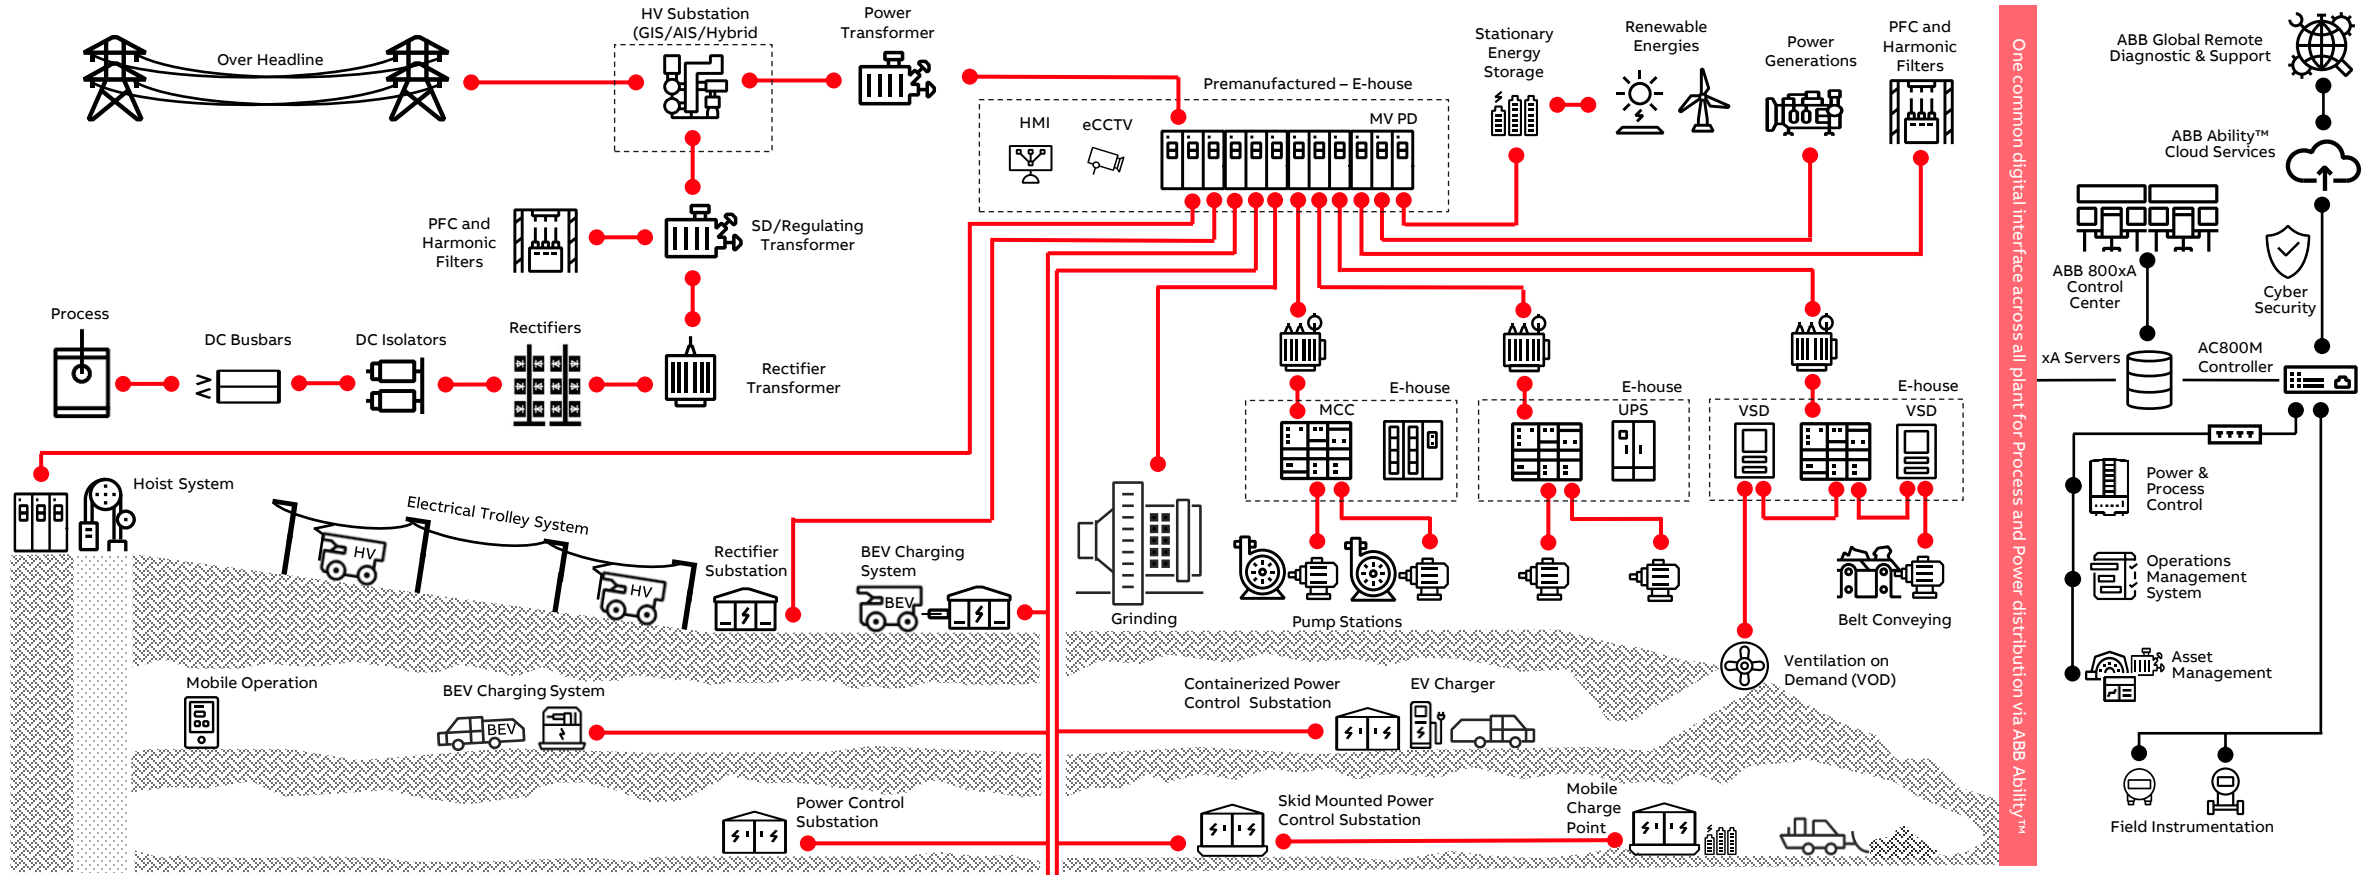 Over Headline
HV Substation
(GIS/AIS/Hybrid
Power
Transformer
Premanufactured – E-house
HMI
eCCTV
MV PD
Stationary
Energy
Storage
Renewable
Energies
Power
Generations
PFC and
Harmonic
Filters
PFC and
Harmonic
Filters
SD/Regulating
Transformer
Process
DC Busbars
DC Isolators
Rectifiers
Rectifier
Transformer
E-house
MCC
E-house
UPS
E-house
VSD
VSD
Hoist System
Electrical Trolley System
HV
HV
Rectifier
Substation
BEV Charging
System
BEV
Grinding
Pump Stations
Belt Conveying
Ventilation on
Demand (VOD)
Mobile Operation
BEV Charging System
BEV
Containerized Power
Control Substation
EV Charger
Power Control
Substation
Skid Mounted Power
Control Substation
Mobile
Charge
Point
One common digital interface across all plant for Process and Power distribution via ABB Ability™
ABB Global Remote
Diagnostic & Support
ABB Ability™
Cloud Services
ABB 800xA
Control
Center
Cyber
Security
xA Servers
AC800M
Controller
Power &
Process
Control
Operations
Management
System
Asset
Management
Field Instrumentation